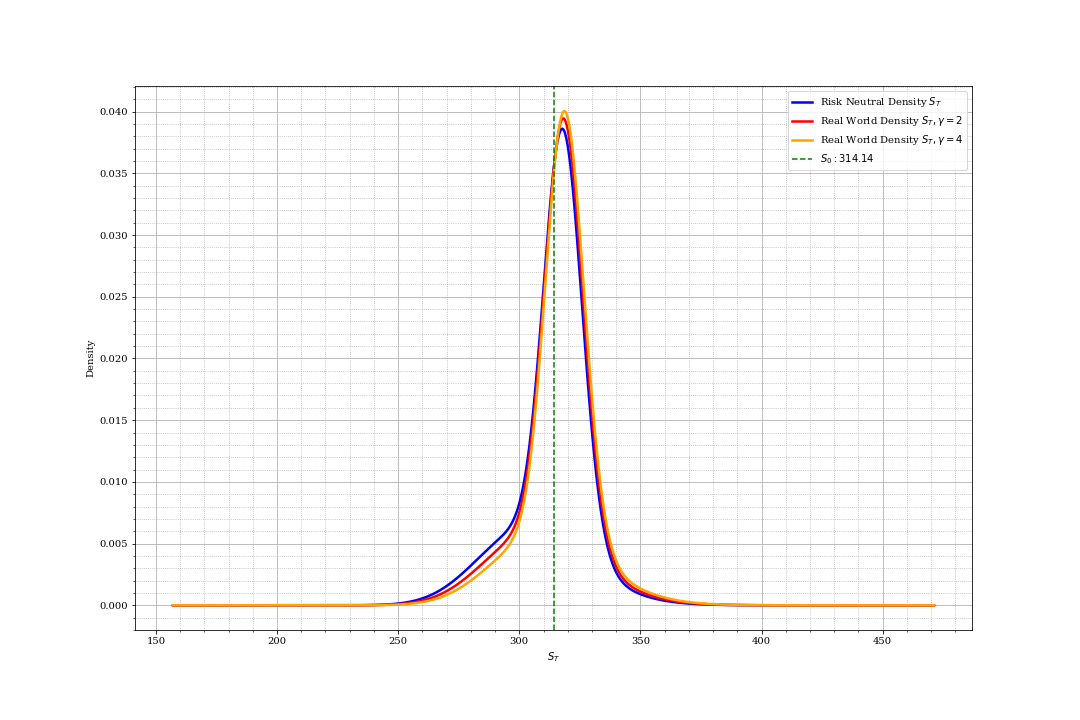 0.040
0.035
0.030
0.025
0.020
0.015
0.010
0.005
0.000
Density
150 200 250 300 350 400 450
S_T
Risk Neutral Density S_T
Real World Density S_T, γ = 2
Real World Density S_T, γ = 4
S_0 : 314.14